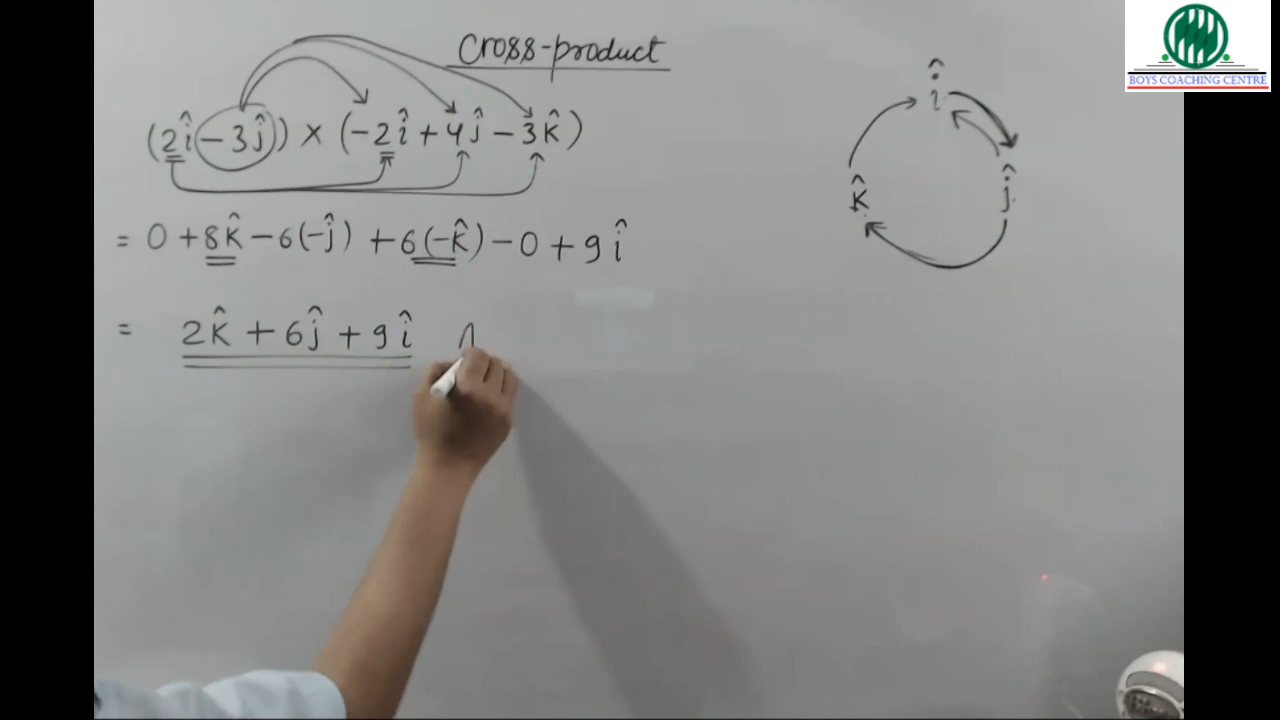 Cross-product
(2î - 3ĵ) × (-2î + 4ĵ - 3k̂)
= 0 + 8k̂ - 6(-ĵ) + 6(-k̂) - 0 + 9î
= 2k̂ + 6ĵ + 9î A
î
k̂ ĵ
BOYS COACHING CENTRE